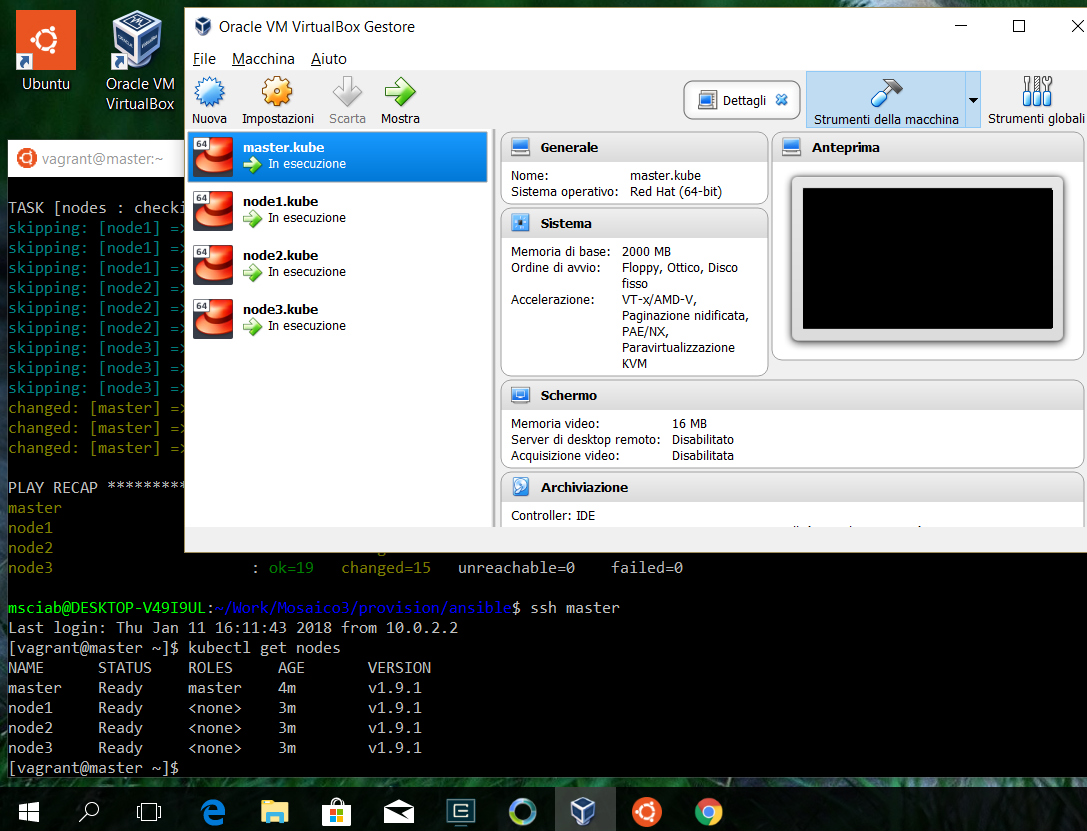 Ubuntu
Oracle VM
VirtualBox
Oracle VM VirtualBox Gestore
File Macchina Aiuto
Nuova Impostazioni Scarta Mostra
Dettagli
Strumenti della macchina
Strumenti globali
64 master.kube
In esecuzione
64 node1.kube
In esecuzione
64 node2.kube
In esecuzione
64 node3.kube
In esecuzione
Generale
Nome: master.kube
Sistema operativo: Red Hat (64-bit)
Sistema
Memoria di base: 2000 MB
Ordine di avvio: Floppy, Ottico, Disco
fisso
Accelerazione: VT-x/AMD-V,
Paginazione nidificata,
PAE/NX,
Paravirtualizzazione
KVM
Anteprima
Schermo
Memoria video: 16 MB
Server di desktop remoto: Disabilitato
Acquisizione video: Disabilitata
Archiviazione
Controller: IDE
vagrant@master:~
TASK [nodes : checki
skipping: [node1] =>
skipping: [node1] =>
skipping: [node1] =>
skipping: [node2] =>
skipping: [node2] =>
skipping: [node2] =>
skipping: [node3] =>
skipping: [node3] =>
skipping: [node3] =>
changed: [master] =>
changed: [master] =>
changed: [master] =>
PLAY RECAP *********
master
node1
node2
node3 : ok=19 changed=15 unreachable=0 failed=0
msciab@DESKTOP-V49I9UL:~/Work/Mosaico3/provision/ansible$ ssh master
Last login: Thu Jan 11 16:11:43 2018 from 10.0.2.2
[vagrant@master ~]$ kubectl get nodes
NAME STATUS ROLES AGE VERSION
master Ready master 4m v1.9.1
node1 Ready <none> 3m v1.9.1
node2 Ready <none> 3m v1.9.1
node3 Ready <none> 3m v1.9.1
[vagrant@master ~]$